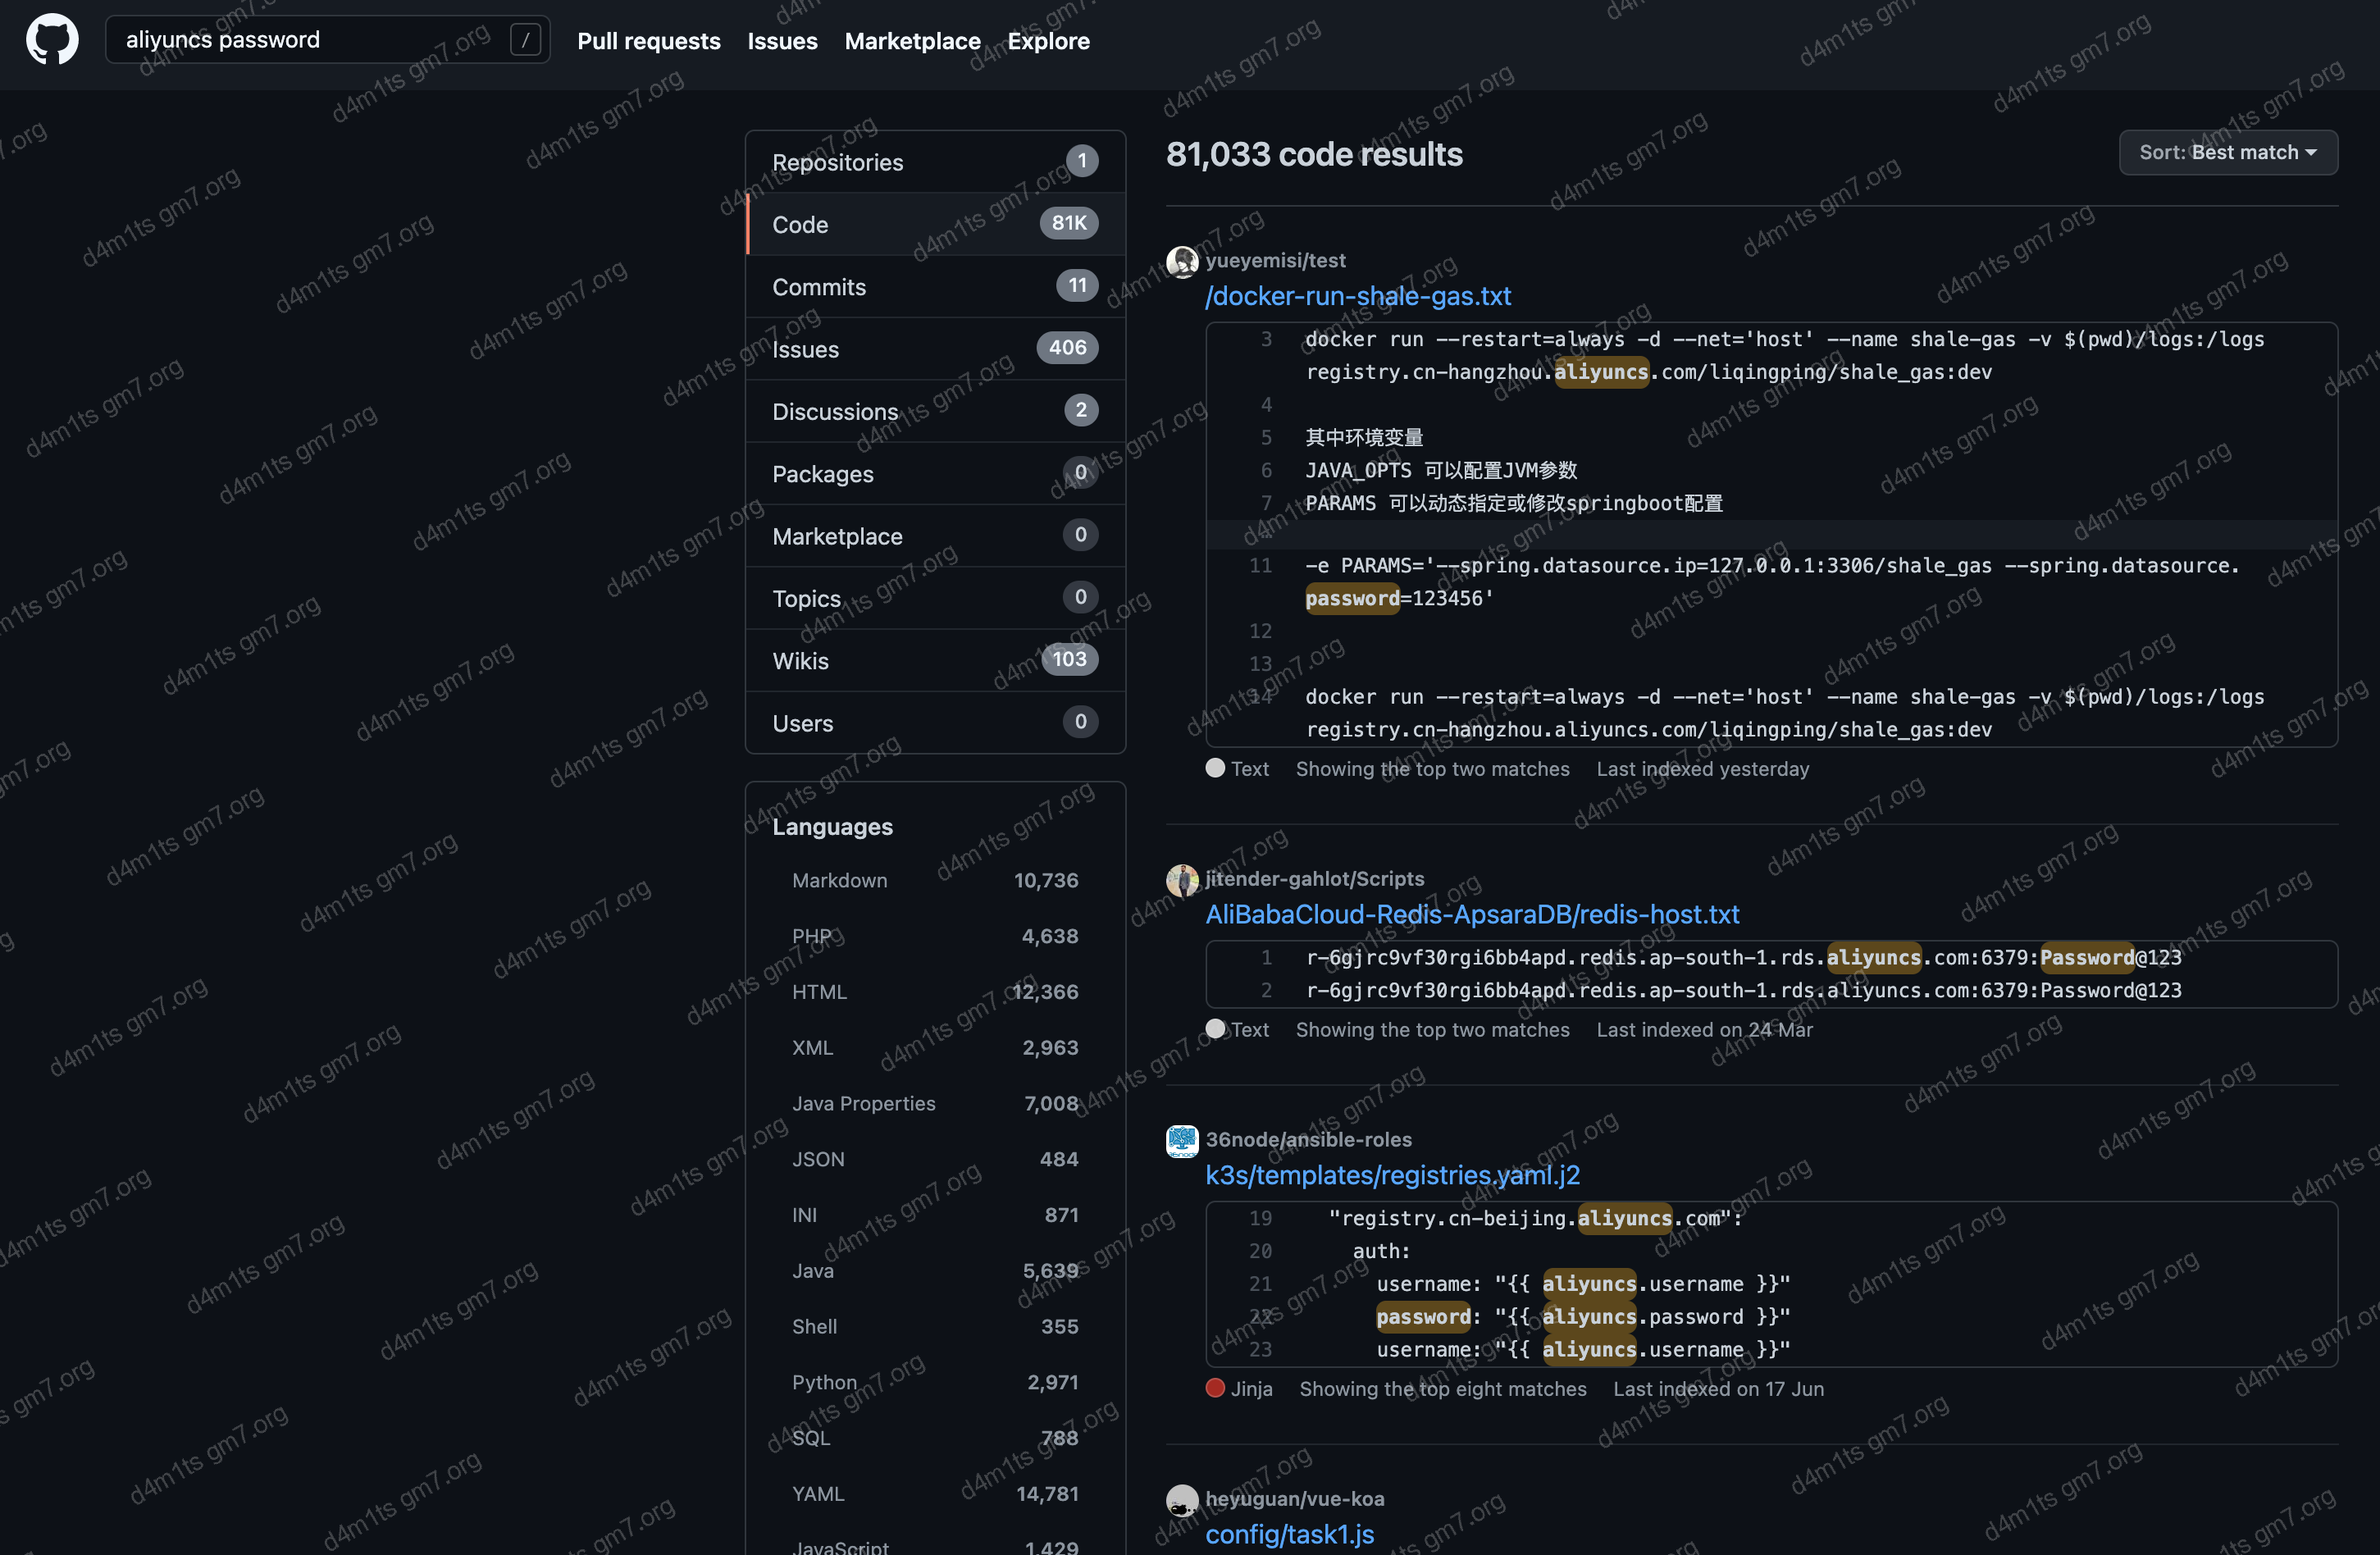 aliyuncs password
/
Pull requests
Issues
Marketplace
Explore
Repositories 1
Code 81K
Commits 11
Issues 406
Discussions 2
Packages 0
Marketplace 0
Topics 0
Wikis 103
Users 0
Languages
Markdown 10,736
PHP 4,638
HTML 12,366
XML 2,963
Java Properties 7,008
JSON 484
INI 871
Java 5,639
Shell 355
Python 2,971
SQL 788
YAML 14,781
JavaScript 1,429
81,033 code results
Sort: Best match
yueyemisi/test
/docker-run-shale-gas.txt
3 docker run --restart=always -d --net='host' --name shale-gas -v $(pwd)/logs:/logs
registry.cn-hangzhou.aliyuncs.com/liqingping/shale_gas:dev
4
5 其中环境变量
6 JAVA_OPTS 可以配置JVM参数
7 PARAMS 可以动态指定或修改springboot配置
…
11 -e PARAMS='--spring.datasource.ip=127.0.0.1:3306/shale_gas --spring.datasource.
password=123456'
12
13
14 docker run --restart=always -d --net='host' --name shale-gas -v $(pwd)/logs:/logs
registry.cn-hangzhou.aliyuncs.com/liqingping/shale_gas:dev
Text Showing the top two matches Last indexed yesterday
jitender-gahlot/Scripts
AliBabaCloud-Redis-ApsaraDB/redis-host.txt
1 r-6gjrc9vf30rgi6bb4apd.redis.ap-south-1.rds.aliyuncs.com:6379:Password@123
2 r-6gjrc9vf30rgi6bb4apd.redis.ap-south-1.rds.aliyuncs.com:6379:Password@123
Text Showing the top two matches Last indexed on 24 Mar
36node/ansible-roles
k3s/templates/registries.yaml.j2
19 "registry.cn-beijing.aliyuncs.com":
20 auth:
21 username: "{{ aliyuncs.username }}"
22 password: "{{ aliyuncs.password }}"
23 username: "{{ aliyuncs.username }}"
Jinja Showing the top eight matches Last indexed on 17 Jun
heyuguan/vue-koa
config/task1.js
d4m1ts gm7.org